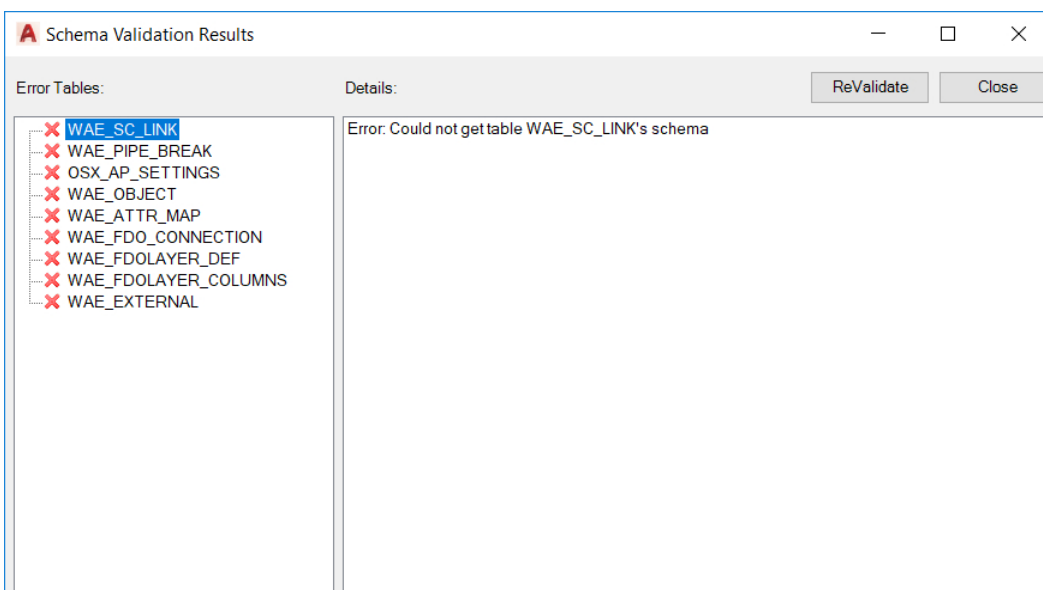 Schema Validation Results
Error Tables:
Details:
ReValidate
Close
WAE_SC_LINK
WAE_PIPE_BREAK
OSX_AP_SETTINGS
WAE_OBJECT
WAE_ATTR_MAP
WAE_FDO_CONNECTION
WAE_FDOLAYER_DEF
WAE_FDOLAYER_COLUMNS
WAE_EXTERNAL
Error: Could not get table WAE_SC_LINK's schema